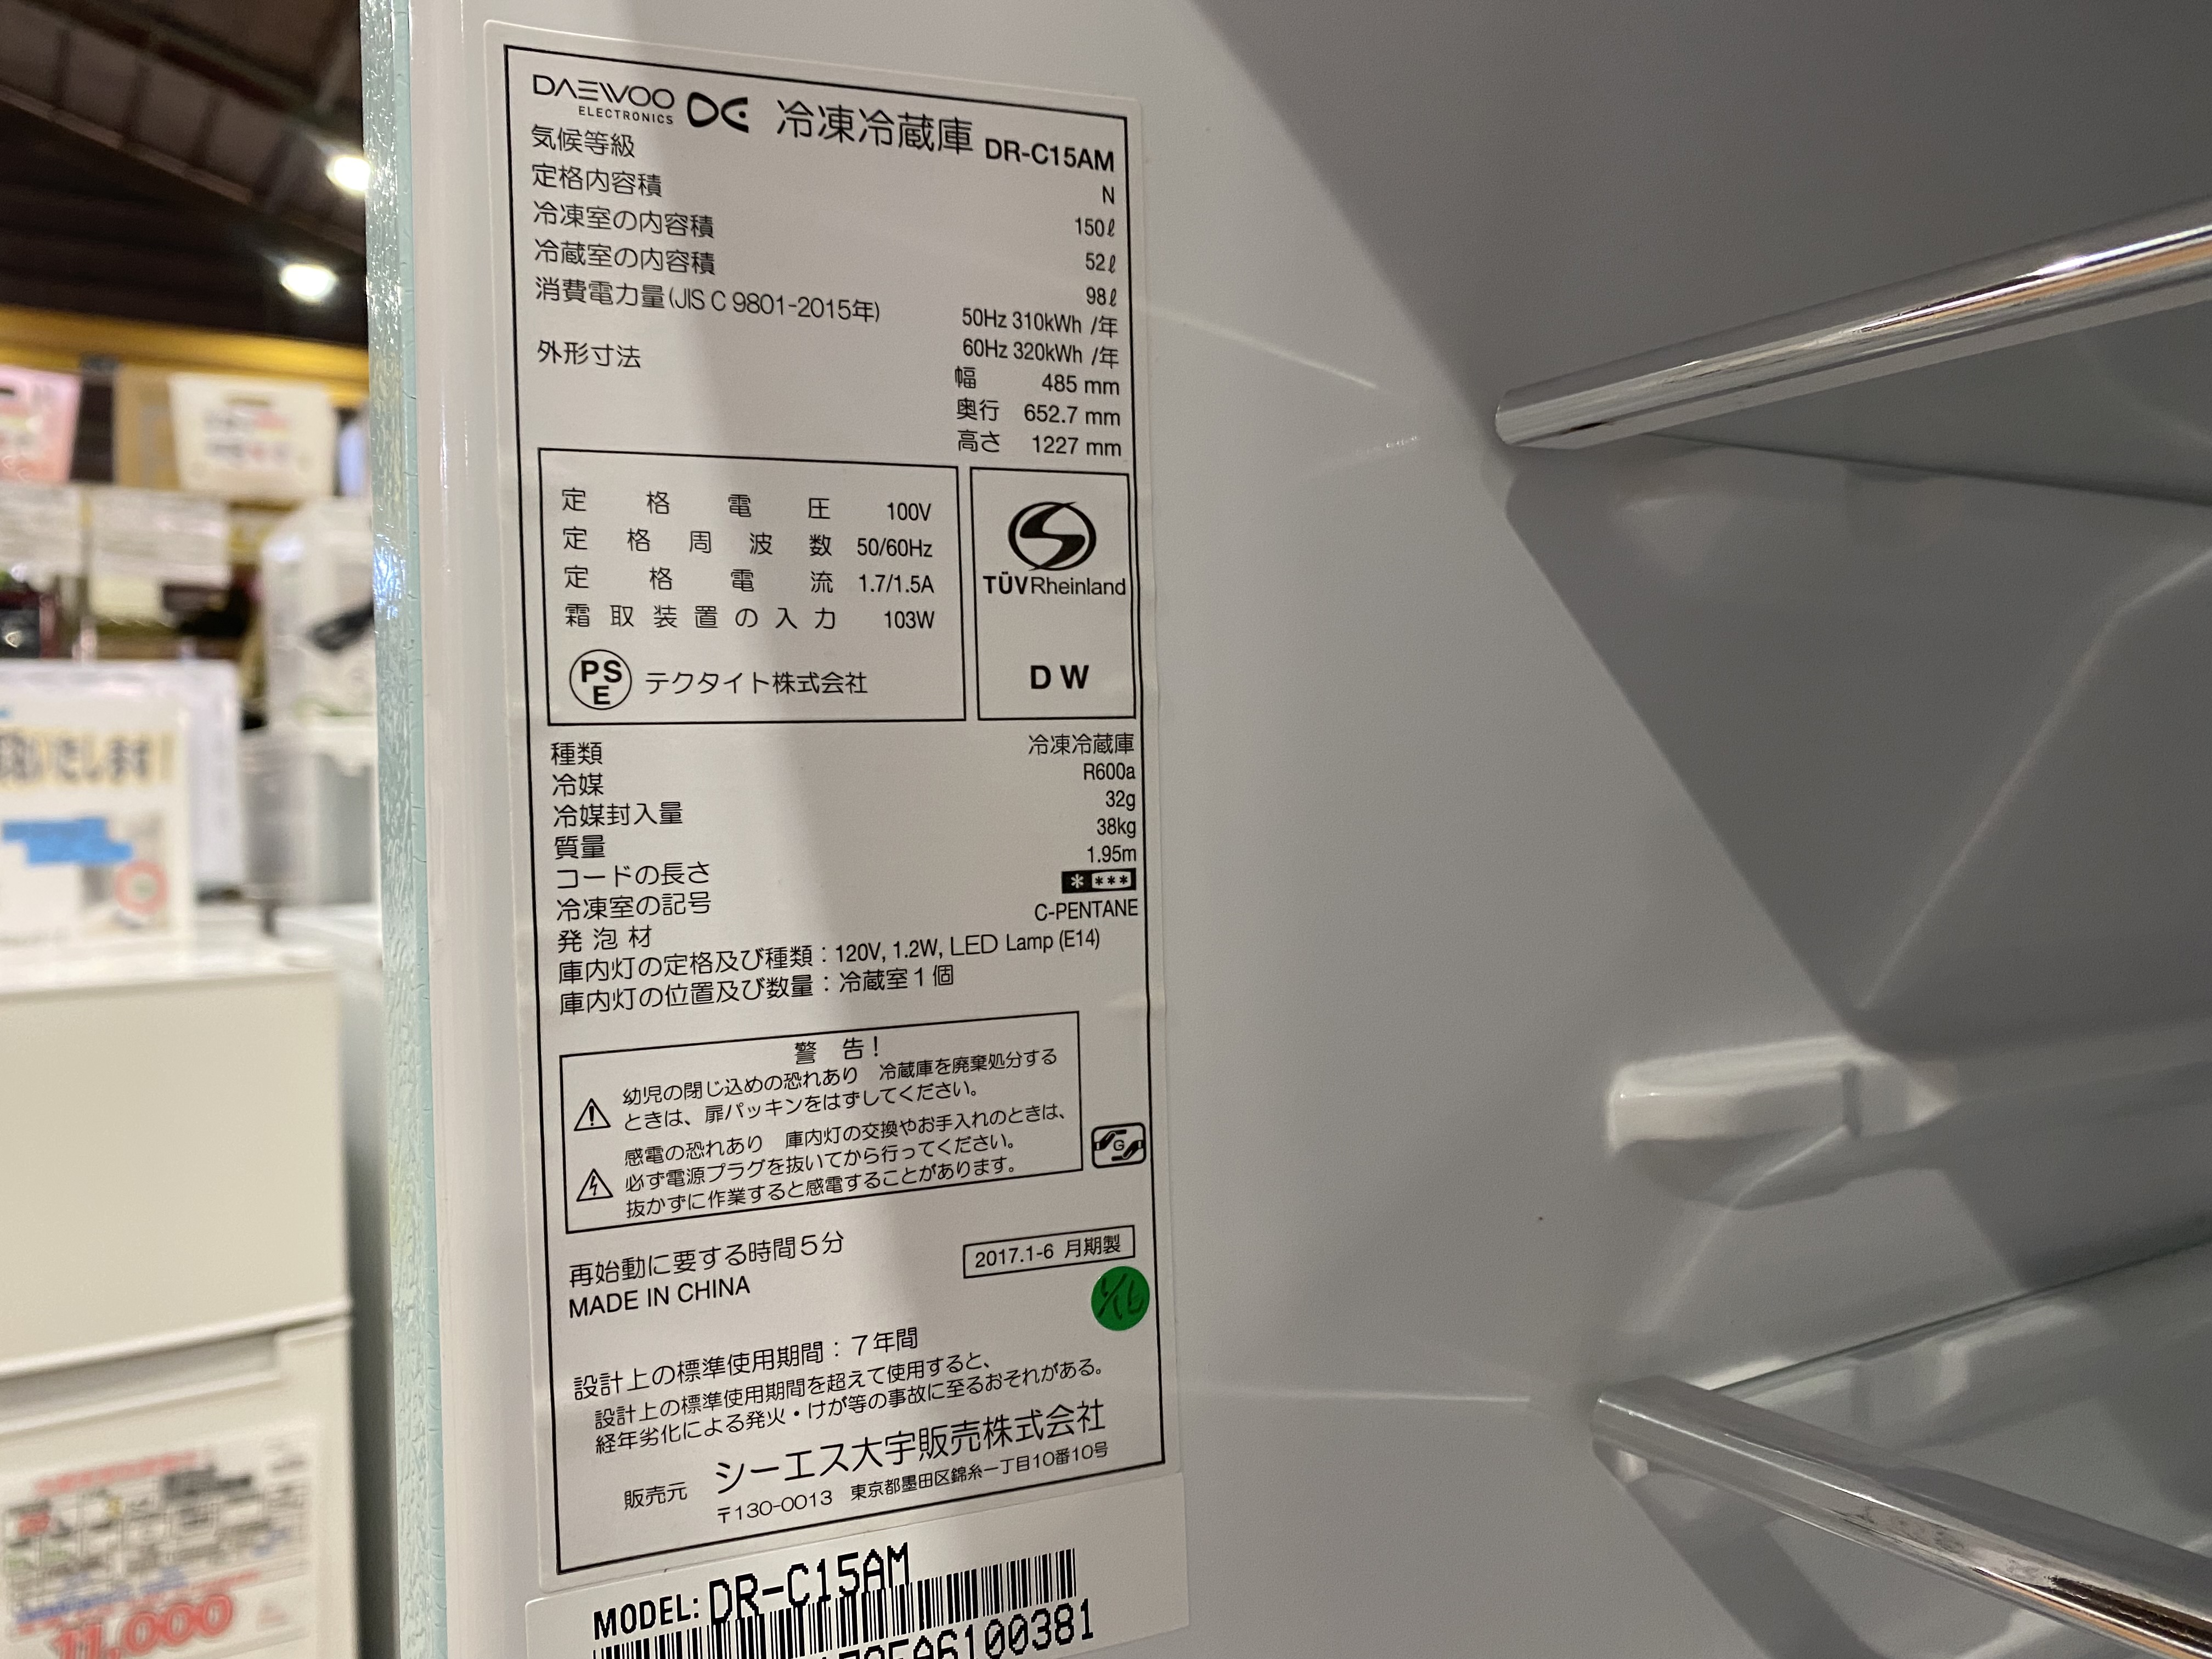 DAEWOO
ELECTRONICS
冷凍冷蔵庫 DR-C15AM
気候等級 N
定格内容積 150ℓ
冷凍室の内容積 52ℓ
冷蔵室の内容積 98ℓ
消費電力量(JIS C 9801-2015年) 50Hz 310kWh /年
60Hz 320kWh /年
外形寸法 幅 485 mm
奥行 652.7 mm
高さ 1227 mm
定格電圧 100V
定格周波数 50/60Hz
定格電流 1.7/1.5A
霜取装置の入力 103W
PS
E
テクタイト株式会社
TÜVRheinland
D W
種類 冷凍冷蔵庫
冷媒 R600a
冷媒封入量 32g
質量 38kg
コードの長さ 1.95m
冷凍室の記号 * ***
発泡材 C-PENTANE
庫内灯の定格及び種類：120V, 1.2W, LED Lamp (E14)
庫内灯の位置及び数量：冷蔵室1個
警 告！
幼児の閉じ込めの恐れあり 冷蔵庫を廃棄処分する
ときは、扉パッキンをはずしてください。
感電の恐れあり 庫内灯の交換やお手入れのときは、
必ず電源プラグを抜いてから行ってください。
抜かずに作業すると感電することがあります。
G
再始動に要する時間5分
MADE IN CHINA
2017.1-6 月期製
設計上の標準使用期間：7年間
設計上の標準使用期間を超えて使用すると、
経年劣化による発火・けが等の事故に至るおそれがある。
販売元 シーエス大宇販売株式会社
〒130-0013 東京都墨田区錦糸一丁目10番10号
MODEL: DR-C15AM
いたします！
11,000